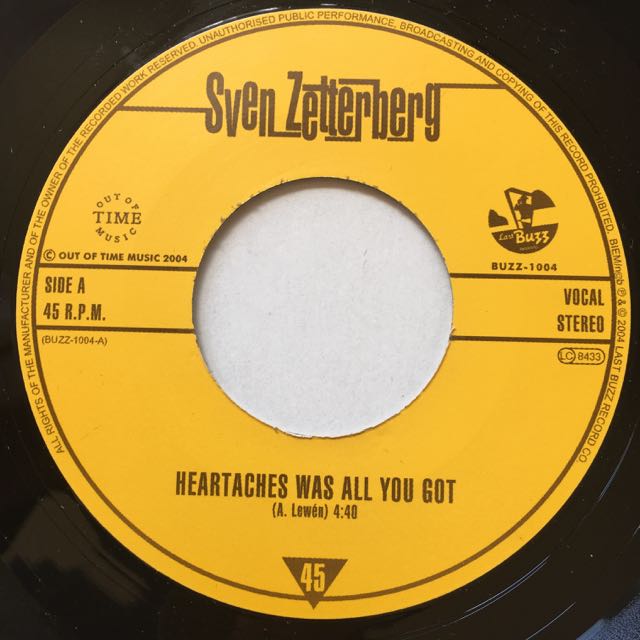 ALL RIGHTS OF THE MANUFACTURER AND OF THE OWNER OF THE RECORDED WORK RESERVED. UNAUTHORISED PUBLIC PERFORMANCE, BROADCASTING AND COPYING OF THIS RECORD PROHIBITED. BIEM/n©b ℗ & © 2004 LAST BUZZ RECORD CO.
Sven Zetterberg
OUT OF
TIME
MUSIC
Last
Buzz
© OUT OF TIME MUSIC 2004
BUZZ-1004
SIDE A
VOCAL
45 R.P.M.
STEREO
(BUZZ-1004-A)
LC 8433
HEARTACHES WAS ALL YOU GOT
(A. Lewén) 4:40
45